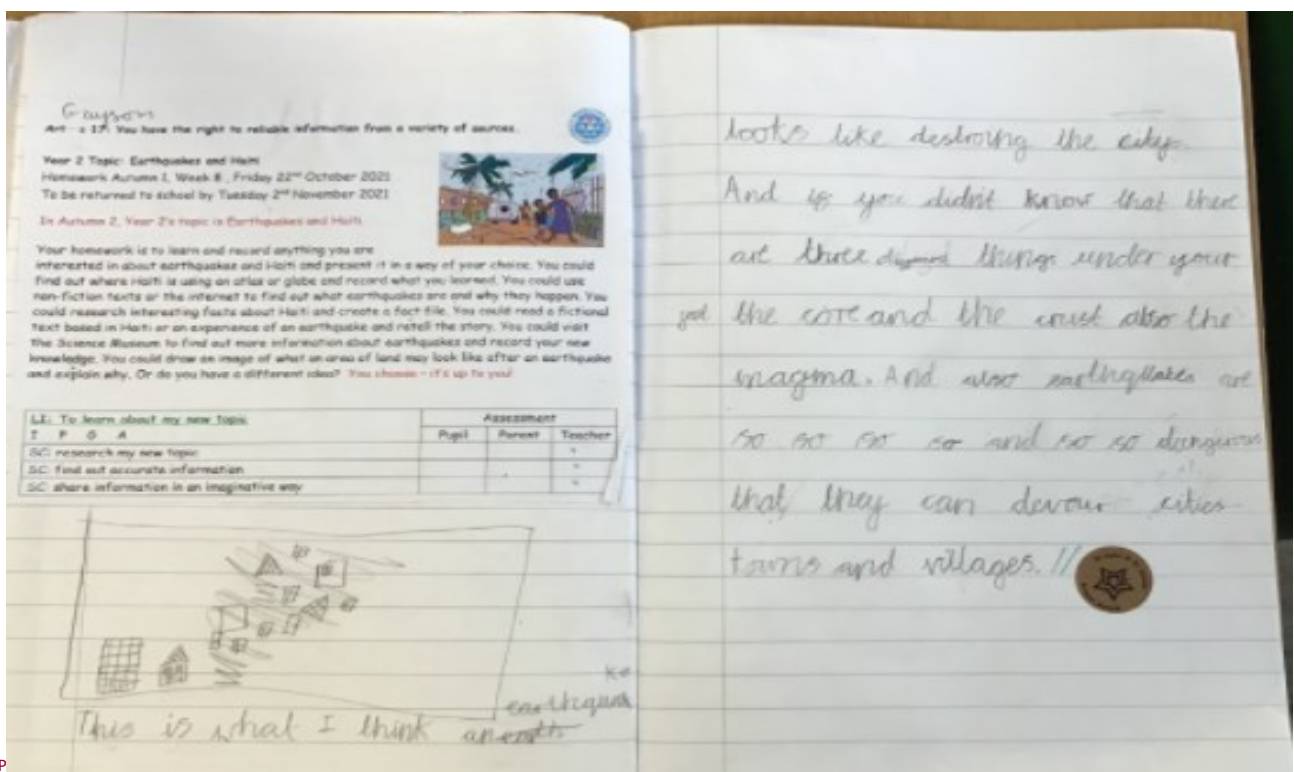 Grayson
Article 17: You have the right to reliable information from a variety of sources.
Year 2 Topic: Earthquakes and Haiti
Homework Autumn 1, Week 8, Friday 22nd October 2021
To be returned to school by Tuesday 2nd November 2021
In Autumn 2, Year 2's topic is Earthquakes and Haiti
Your homework is to learn and record anything you are
interested in about earthquakes and Haiti and present it in a way of your choice. You could
find out where Haiti is using an atlas or globe and record what you learned. You could use
non-fiction texts or the internet to find out what earthquakes are and why they happen. You
could research interesting facts about Haiti and create a fact file. You could read a fictional
text based in Haiti or an experience of an earthquake and retell the story. You could visit
The Science Museum to find out more information about earthquakes and record your new
knowledge. You could draw an image of what an area of land may look like after an earthquake
and explain why. Or do you have a different idea? You choose – it's up to you!
LI: To learn about my new topic Assessment
I P G A Pupil Parent Teacher
SC: research my new topic
SC: find out accurate information
SC: share information in an imaginative way
ke
earthqua
This is what I think an earth
looks like destroing the city.
And if you didn't know that there
are three things under your
the core and the crust also the
magma. And also earthquakes are
so so so so and so so dangirous
that they can devour cities
towns and villages. //